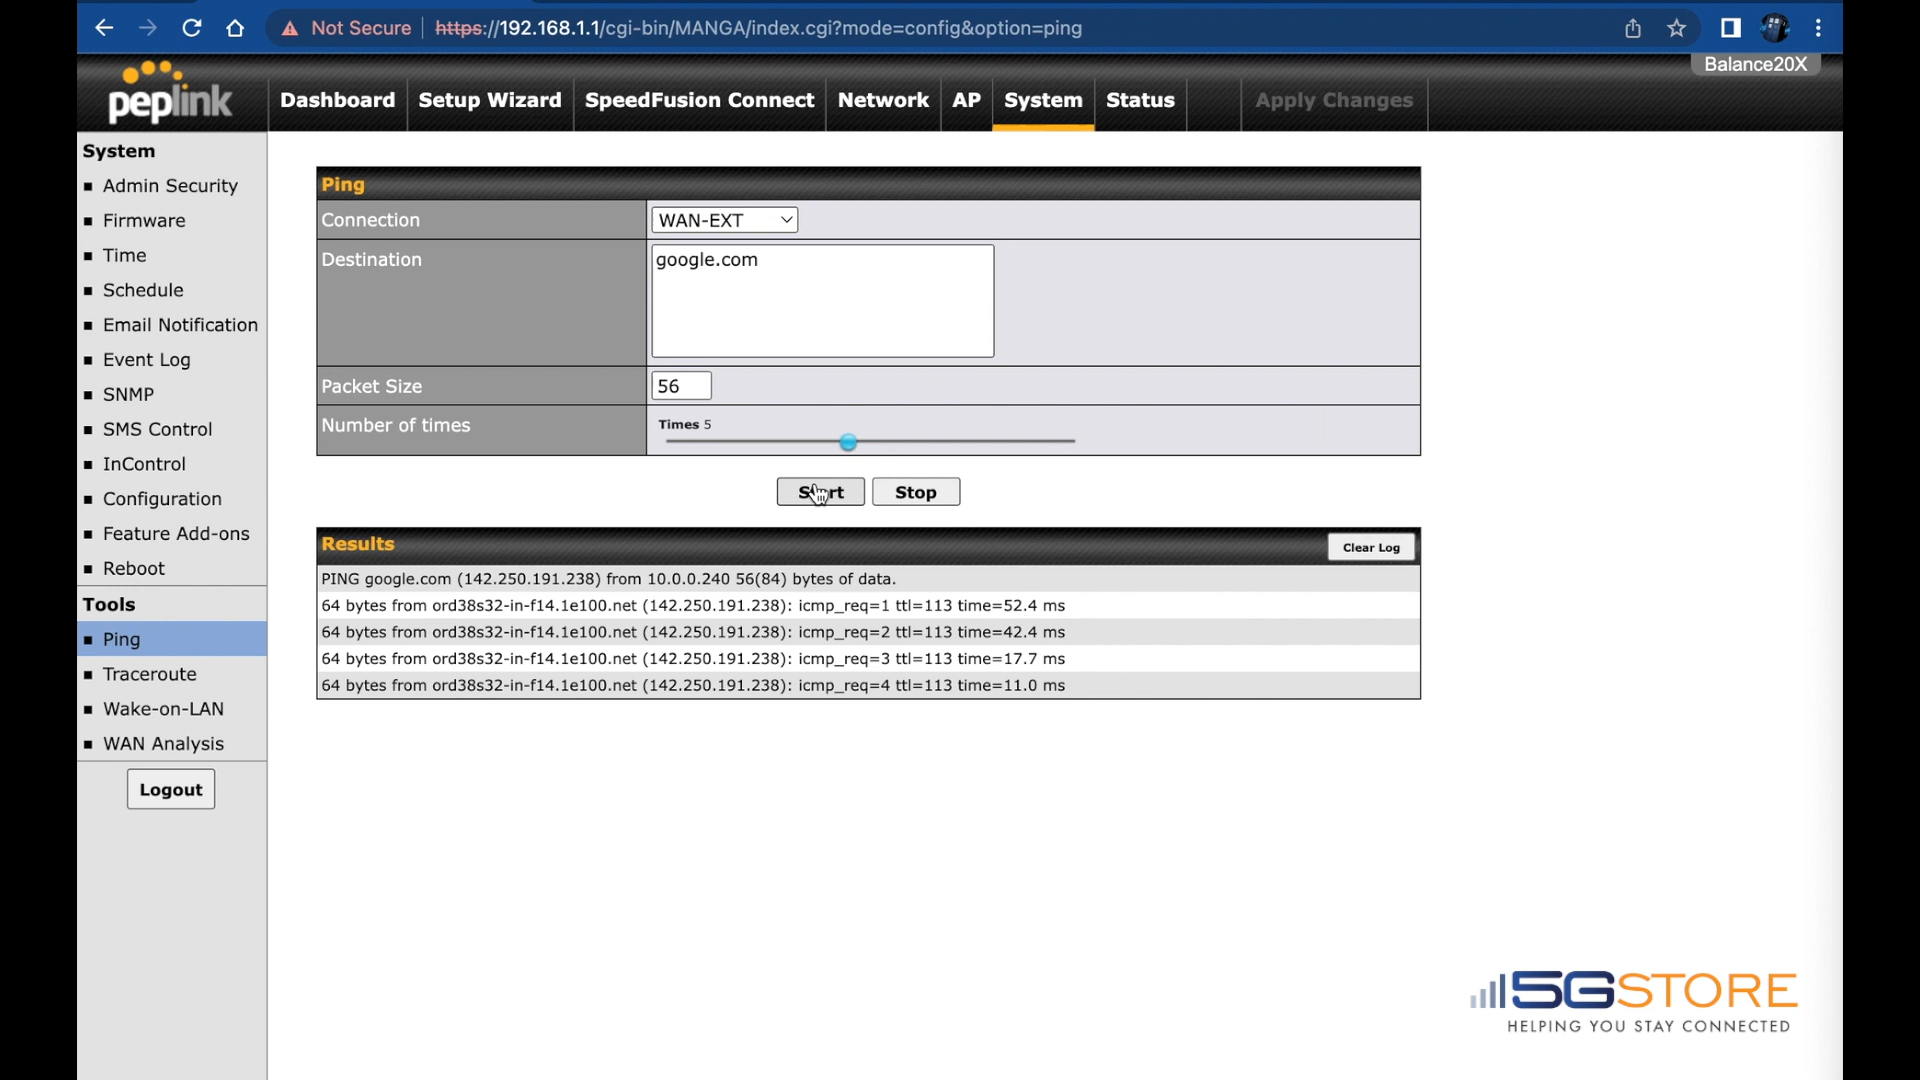 Not Secure https://192.168.1.1/cgi-bin/MANGA/index.cgi?mode=config&option=ping
Balance20X
peplink
Dashboard Setup Wizard SpeedFusion Connect Network AP System Status Apply Changes
System
Admin Security
Firmware
Time
Schedule
Email Notification
Event Log
SNMP
SMS Control
InControl
Configuration
Feature Add-ons
Reboot
Tools
Ping
Traceroute
Wake-on-LAN
WAN Analysis
Logout
Ping
Connection WAN-EXT
Destination google.com
Packet Size 56
Number of times Times 5
Start Stop
Results Clear Log
PING google.com (142.250.191.238) from 10.0.0.240 56(84) bytes of data.
64 bytes from ord38s32-in-f14.1e100.net (142.250.191.238): icmp_req=1 ttl=113 time=52.4 ms
64 bytes from ord38s32-in-f14.1e100.net (142.250.191.238): icmp_req=2 ttl=113 time=42.4 ms
64 bytes from ord38s32-in-f14.1e100.net (142.250.191.238): icmp_req=3 ttl=113 time=17.7 ms
64 bytes from ord38s32-in-f14.1e100.net (142.250.191.238): icmp_req=4 ttl=113 time=11.0 ms
5GSTORE
HELPING YOU STAY CONNECTED